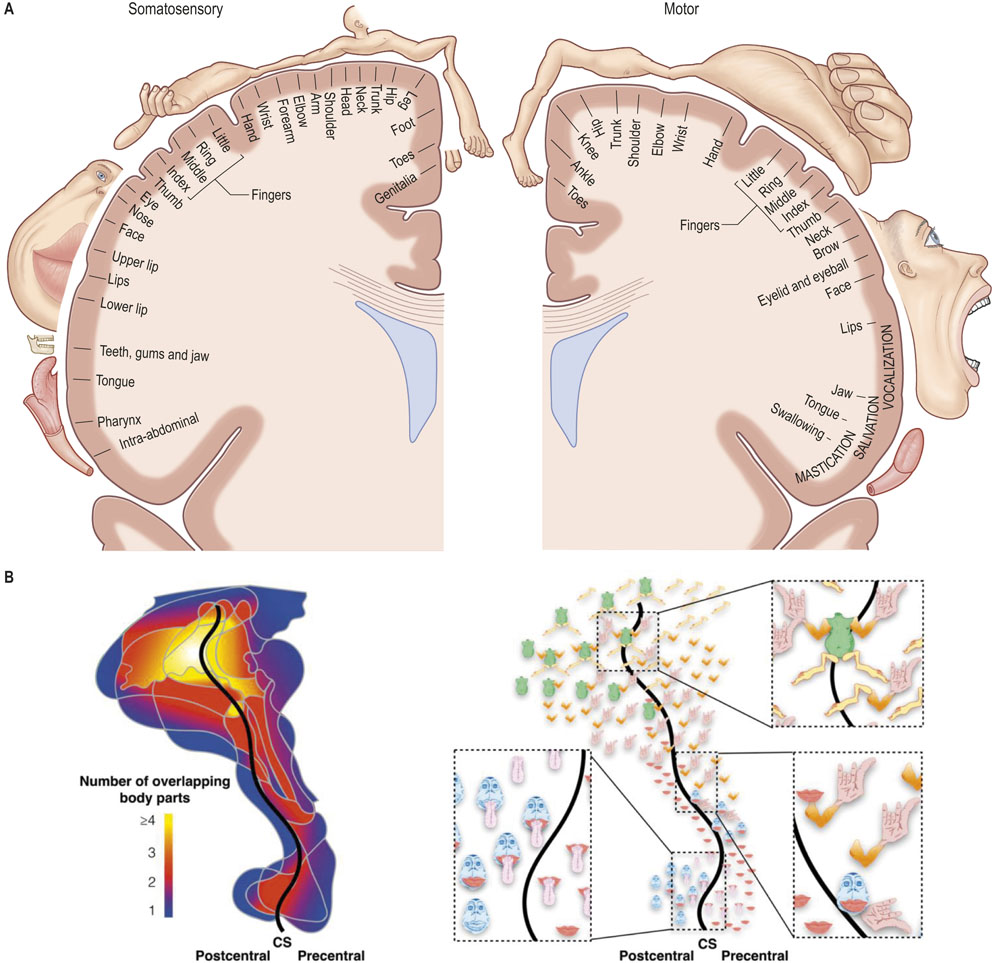 A
Somatosensory
Motor
Little
Ring
Middle
Index
Thumb
Eye
Nose
Face
Upper lip
Lips
Lower lip
Teeth, gums and jaw
Tongue
Pharynx
Intra-abdominal
Fingers
Hand
Wrist
Forearm
Elbow
Arm
Shoulder
Head
Neck
Trunk
Hip
Leg
Foot
Toes
Genitalia
Toes
Ankle
Knee
Hip
Trunk
Shoulder
Elbow
Wrist
Hand
Fingers
Little
Ring
Middle
Index
Thumb
Neck
Brow
Eyelid and eyeball
Face
Lips
Jaw
Tongue
Swallowing
VOCALIZATION
SALIVATION
MASTICATION
B
Number of overlapping
body parts
≥4
3
2
1
CS
Postcentral
Precentral
CS
Postcentral
Precentral